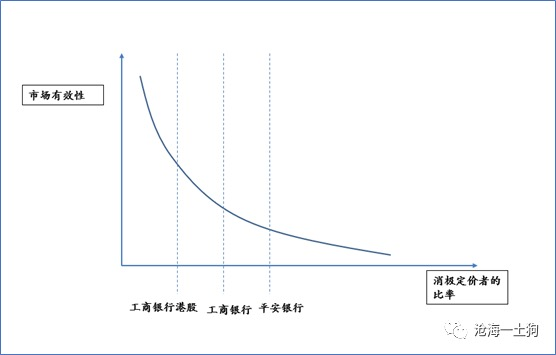 市场有效性
工商银行港股 工商银行 平安银行
消极定价者的
比率
沧海一土狗